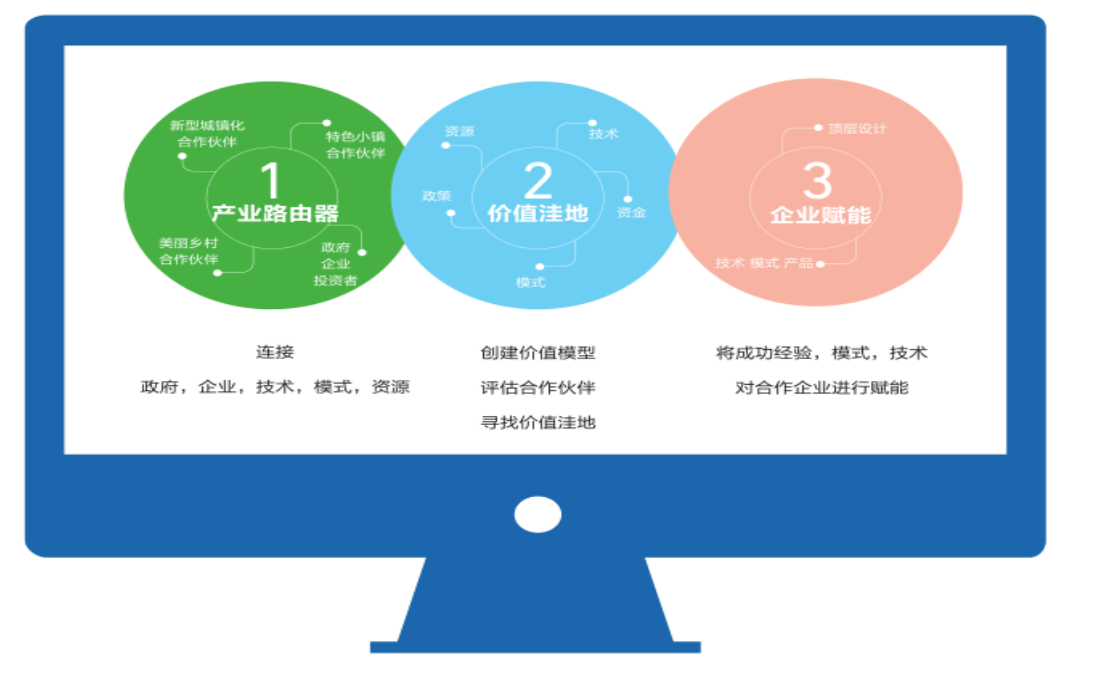 新型城镇化
合作伙伴
特色小镇
合作伙伴
1
产业路由器
美丽乡村
合作伙伴
政府
企业
投资者
资源
技术
2
价值洼地
政策
资金
模式
顶层设计
3
企业赋能
技术 模式 产品
连接
政府，企业，技术，模式，资源
创建价值模型
评估合作伙伴
寻找价值洼地
将成功经验，模式，技术
对合作企业进行赋能